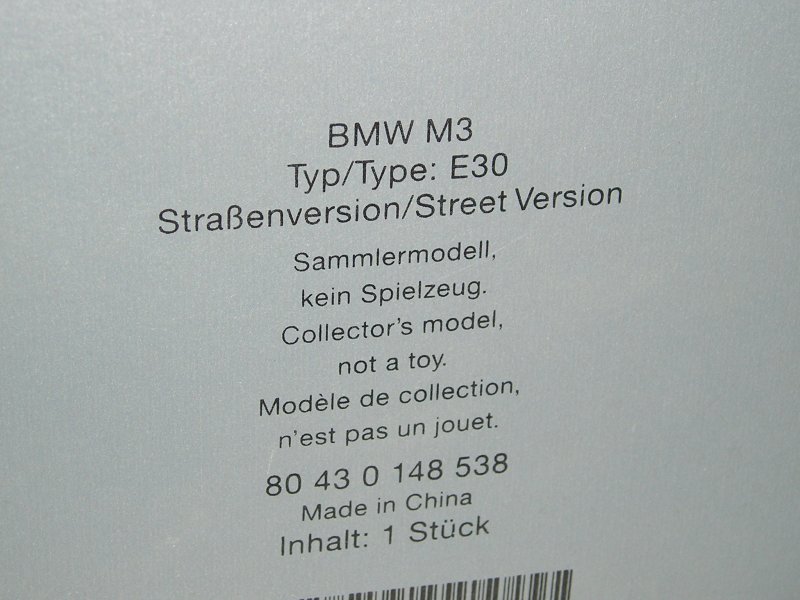 BMW M3
Typ/Type: E30
Straßenversion/Street Version
Sammlermodell,
kein Spielzeug.
Collector's model,
not a toy.
Modèle de collection,
n'est pas un jouet.
80 43 0 148 538
Made in China
Inhalt: 1 Stück